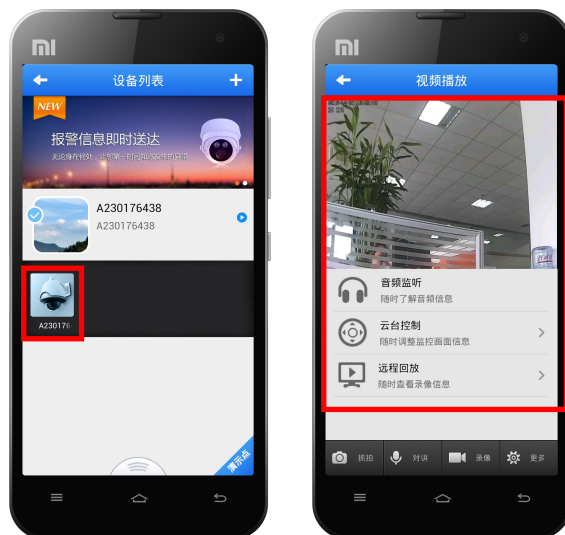 设备列表
NEW
报警信息即时送达
A230176438
A230176438
A230176
演示点
视频播放
音频监听
随时了解音频信息
云台控制
随时调整监控画面信息
远程回放
随时查看录像信息
抓拍
对讲
录像
更多